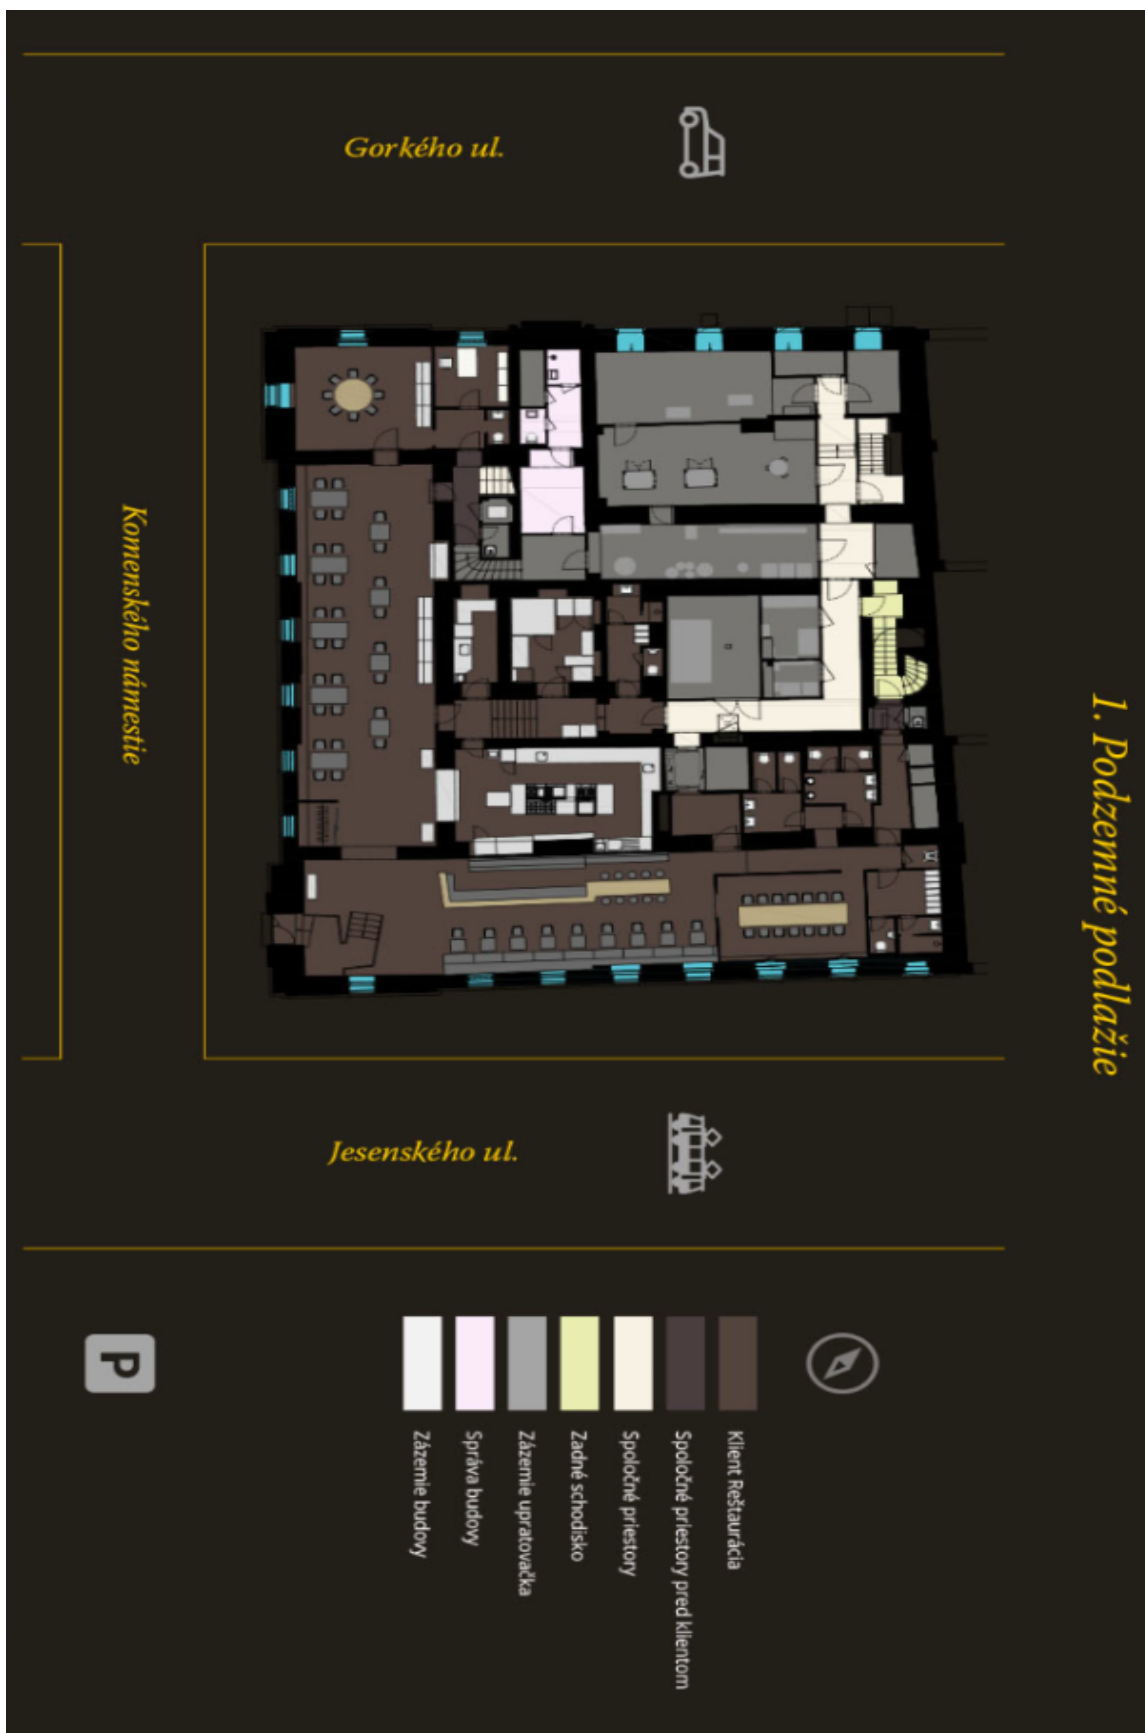 1. Podzemné podlažie
Gorkého ul.
Komenského námestie
Jesenského ul.
Klient Reštaurácia
Spoločné priestory pred klientom
Spoločné priestory
Zadné schodisko
Zázemie upratovačka
Správa budovy
Zázemie budovy
P